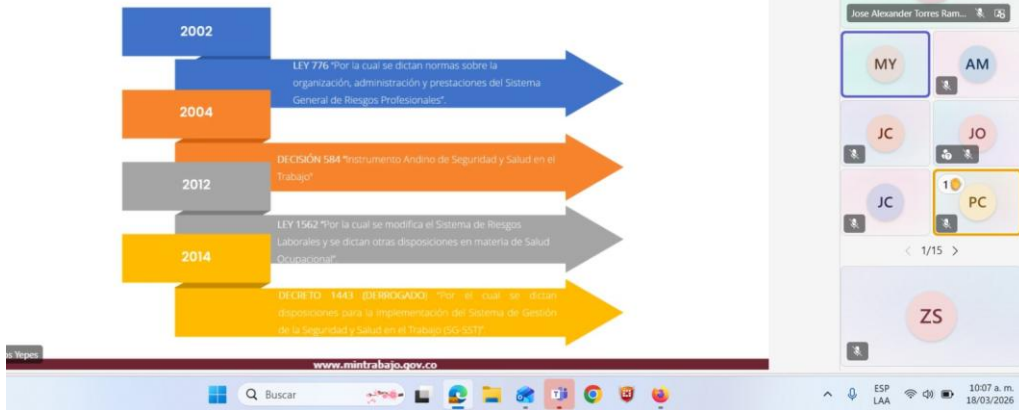 2002
LEY 776 "Por la cual se dictan normas sobre la
organización, administración y prestaciones del Sistema
General de Riesgos Profesionales".
2004
DECISIÓN 584 "Instrumento Andino de Seguridad y Salud en el
Trabajo"
2012
LEY 1562 "Por la cual se modifica el Sistema de Riesgos
Laborales y se dictan otras disposiciones en materia de Salud
Ocupacional".
2014
DECRETO 1443 (DERROGADO) "Por el cual se dictan
disposiciones para la implementación del Sistema de Gestión
de la Seguridad y Salud en el Trabajo (SG-SST)".
os Yepes
www.mintrabajo.gov.co
Jose Alexander Torres Ram...
MY
AM
JC
JO
JC
1
PC
1/15
ZS
Buscar
ESP
LAA
10:07 a. m.
18/03/2026